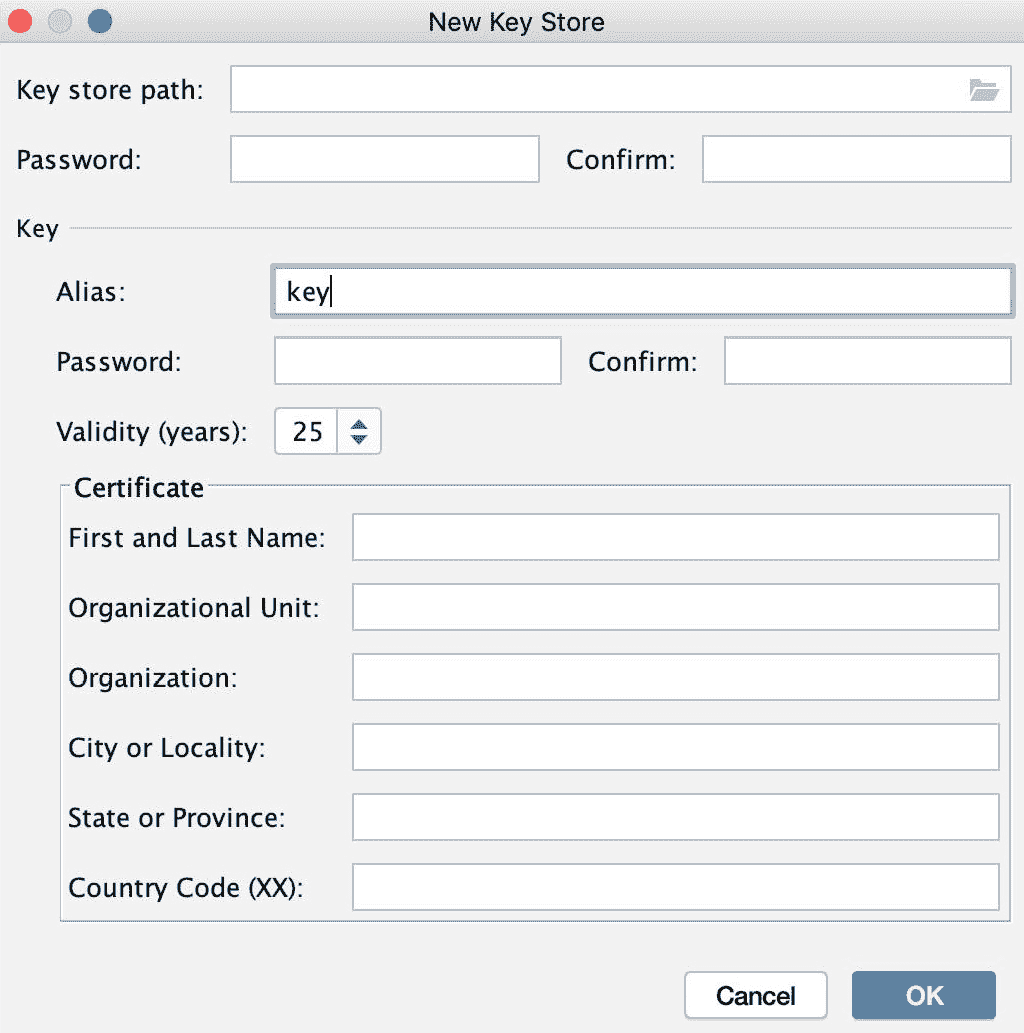 New Key Store
Key store path:
Password: Confirm:
Key
Alias: key
Password: Confirm:
Validity (years): 25
Certificate
First and Last Name:
Organizational Unit:
Organization:
City or Locality:
State or Province:
Country Code (XX):
Cancel OK